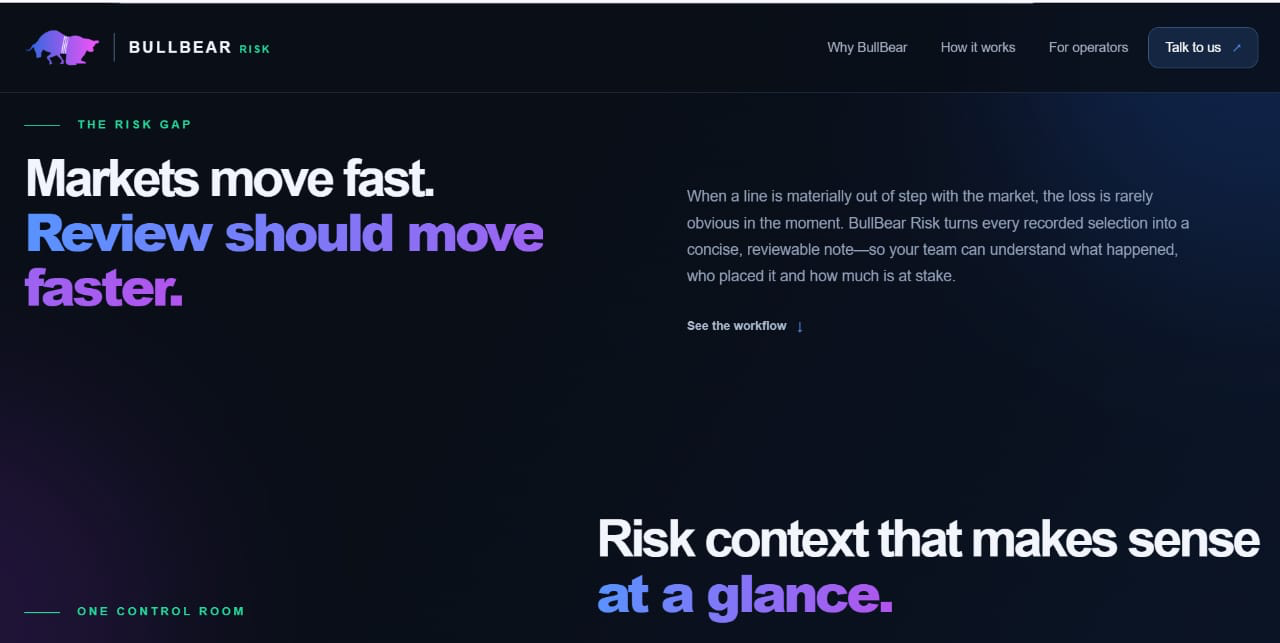 BULLBEAR RISK
Why BullBear
How it works
For operators
Talk to us ↗
THE RISK GAP
Markets move fast.
Review should move
faster.
When a line is materially out of step with the market, the loss is rarely
obvious in the moment. BullBear Risk turns every recorded selection into a
concise, reviewable note—so your team can understand what happened,
who placed it and how much is at stake.
See the workflow ↓
Risk context that makes sense
at a glance.
ONE CONTROL ROOM